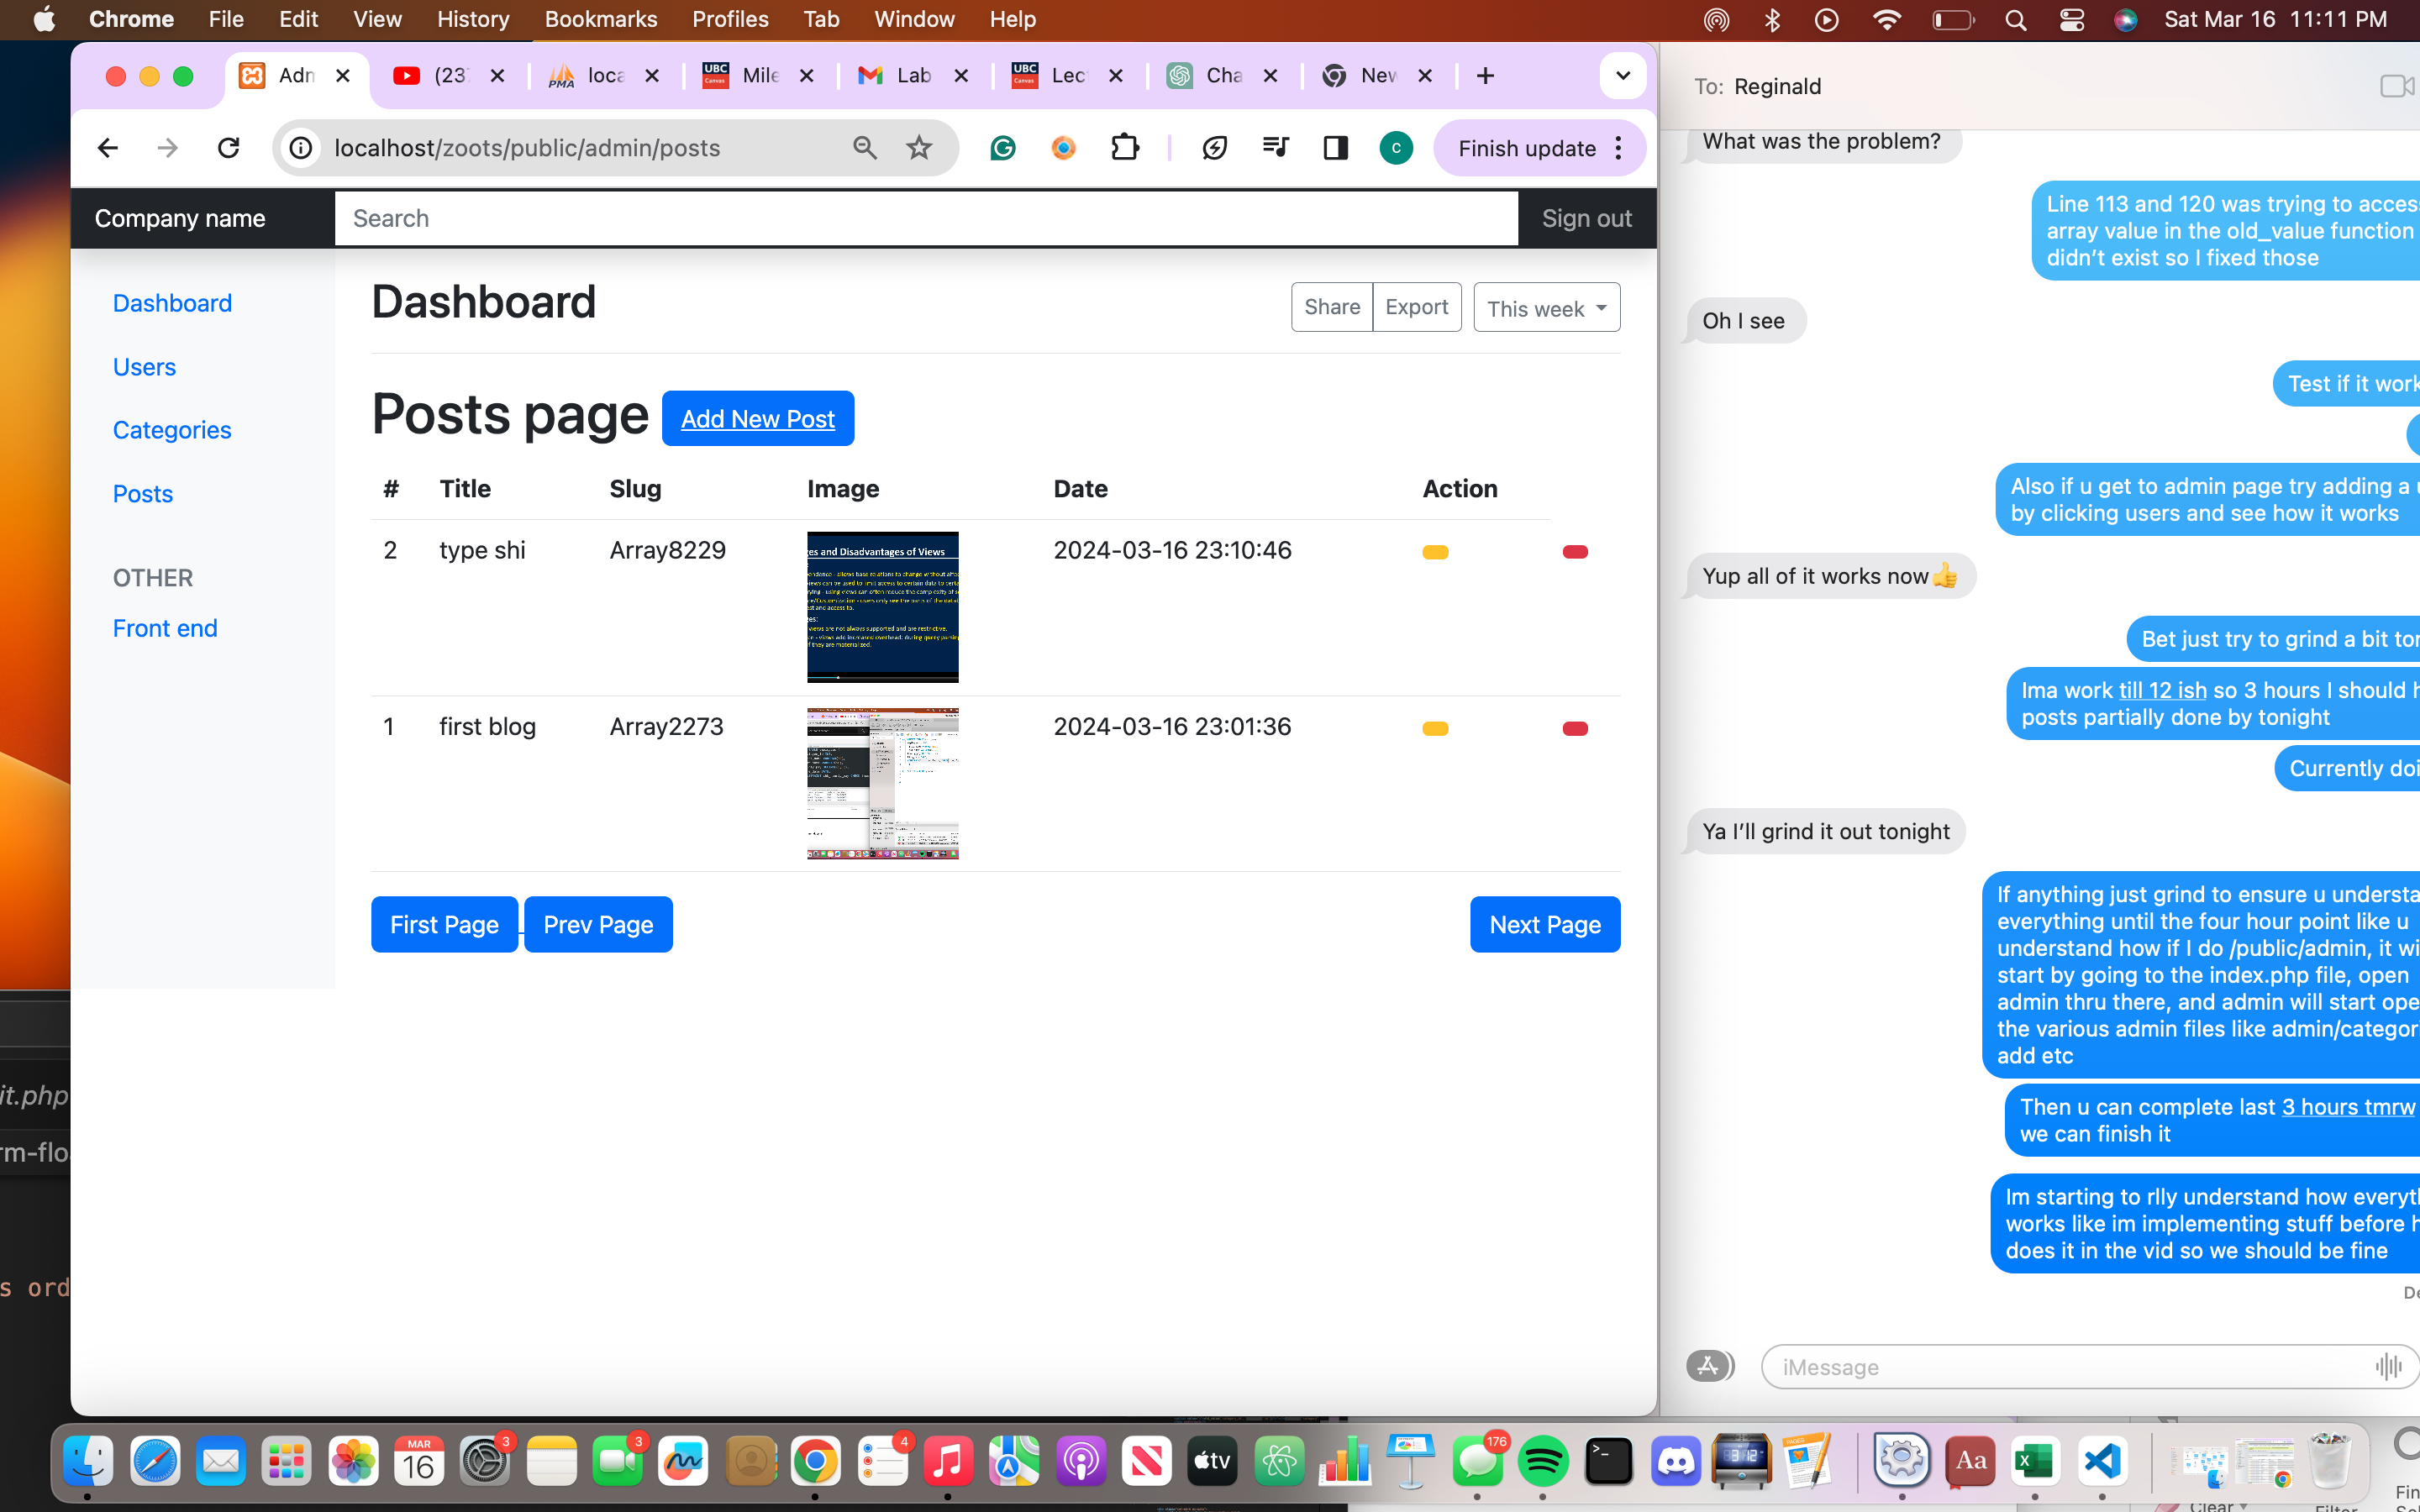 Chrome File Edit View History Bookmarks Profiles Tab Window Help
Sat Mar 16 11:11 PM
Adm (23 loca Mile Lab Lec Cha New
localhost/zoots/public/admin/posts
Finish update
Company name
Search
Sign out
Dashboard
Users
Categories
Posts
OTHER
Front end
Dashboard
Share Export This week
Posts page Add New Post
# Title Slug Image Date Action
2 type shi Array8229 2024-03-16 23:10:46
es and Disadvantages of Views
1 first blog Array2273 2024-03-16 23:01:36
First Page Prev Page Next Page
it.php
rm-flo
s ord
To: Reginald
What was the problem?
Line 113 and 120 was trying to acces
array value in the old_value function
didn't exist so I fixed those
Oh I see
Test if it work
Also if u get to admin page try adding a
by clicking users and see how it works
Yup all of it works now👍
Bet just try to grind a bit to
Ima work till 12 ish so 3 hours I should h
posts partially done by tonight
Currently doi
Ya I'll grind it out tonight
If anything just grind to ensure u understa
everything until the four hour point like u
understand how if I do /public/admin, it wi
start by going to the index.php file, open
admin thru there, and admin will start ope
the various admin files like admin/categor
add etc
Then u can complete last 3 hours tmrw
we can finish it
Im starting to rlly understand how everyt
works like im implementing stuff before h
does it in the vid so we should be fine
De
iMessage
MAR
16
3
3
4
tv
176
Aa
Clear
Filter
Fin